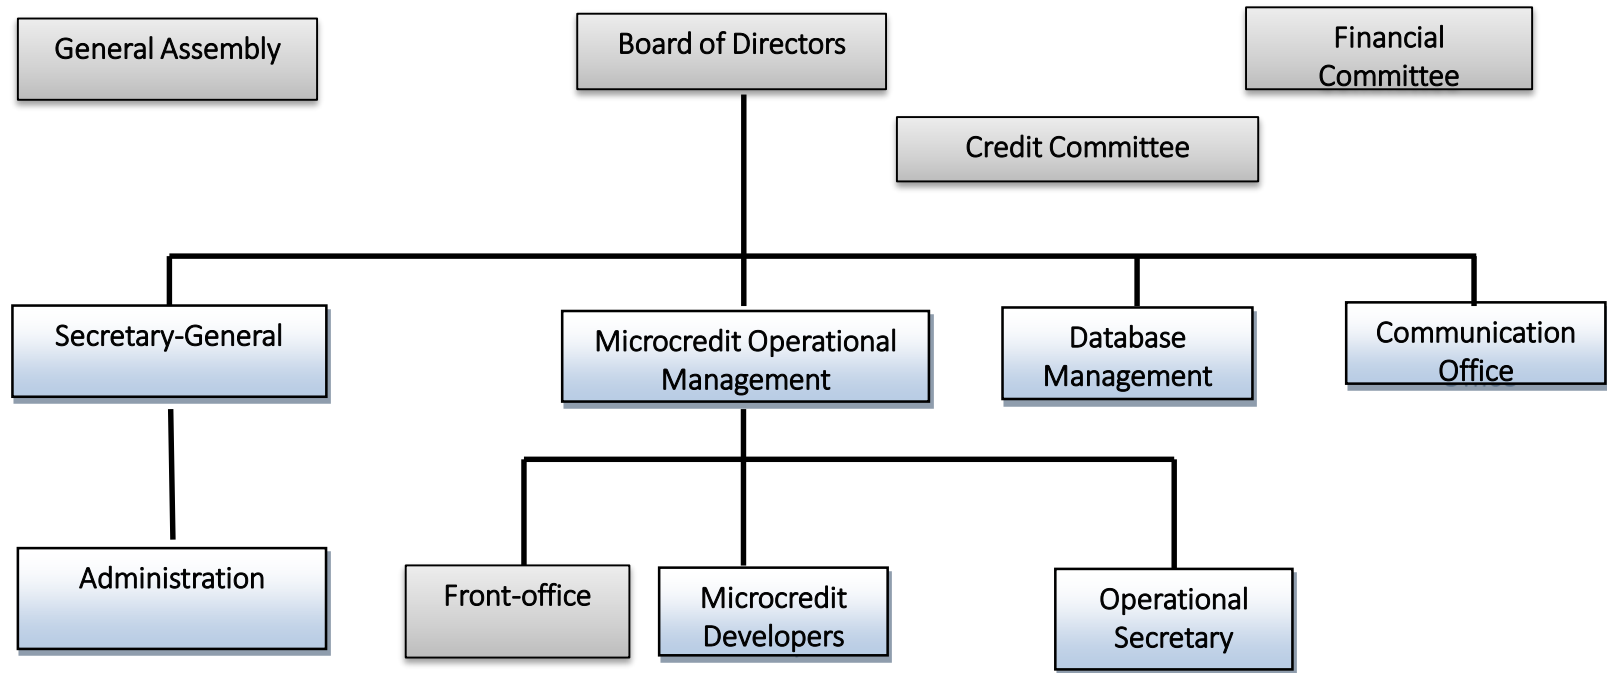 General Assembly
Board of Directors
Financial
Committee
Credit Committee
Secretary-General
Microcredit Operational
Management
Database
Management
Communication
Office
Administration
Front-office
Microcredit
Developers
Operational
Secretary